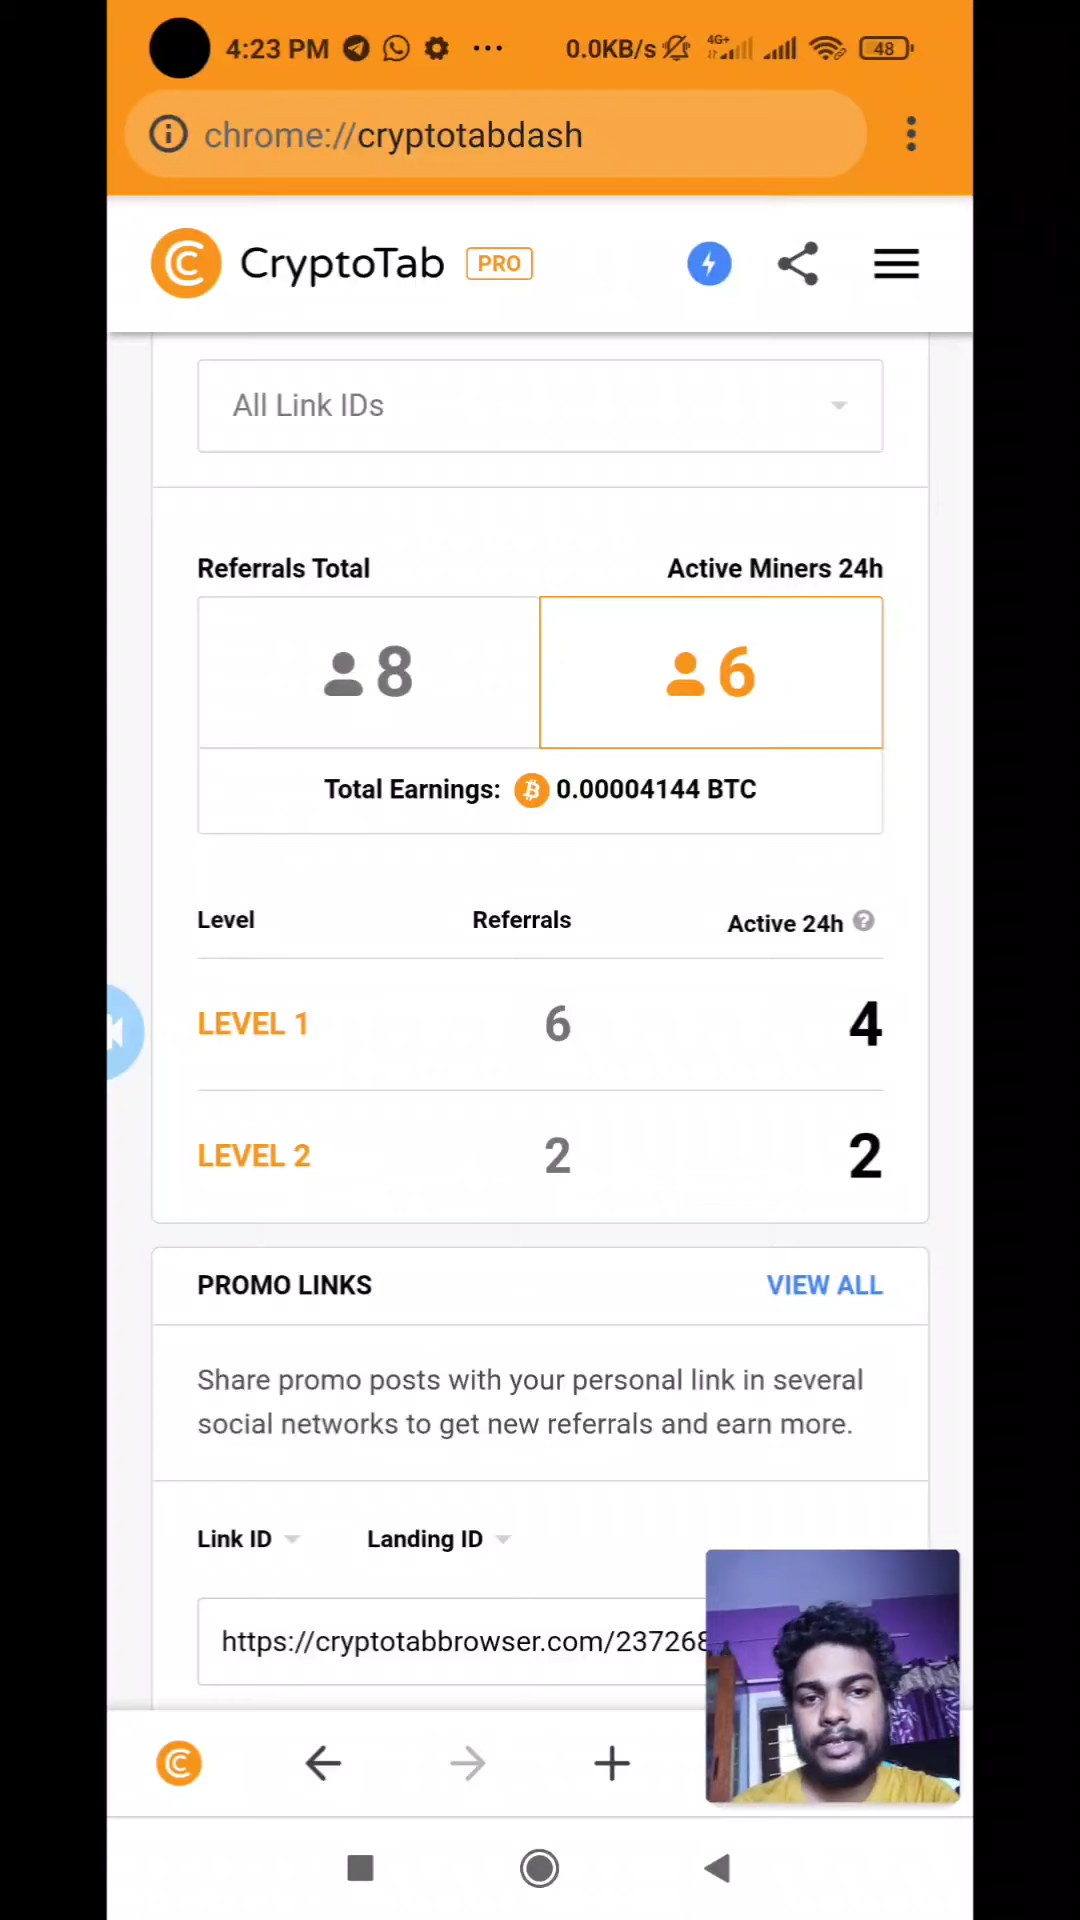 4:23 PM ... 0.0KB/s 4G+ 48
chrome://cryptotabdash
CryptoTab PRO
All Link IDs
Referrals Total Active Miners 24h
8 6
Total Earnings: 0.00004144 BTC
Level Referrals Active 24h ?
LEVEL 1 6 4
LEVEL 2 2 2
PROMO LINKS VIEW ALL
Share promo posts with your personal link in several
social networks to get new referrals and earn more.
Link ID Landing ID
https://cryptotabbrowser.com/237268